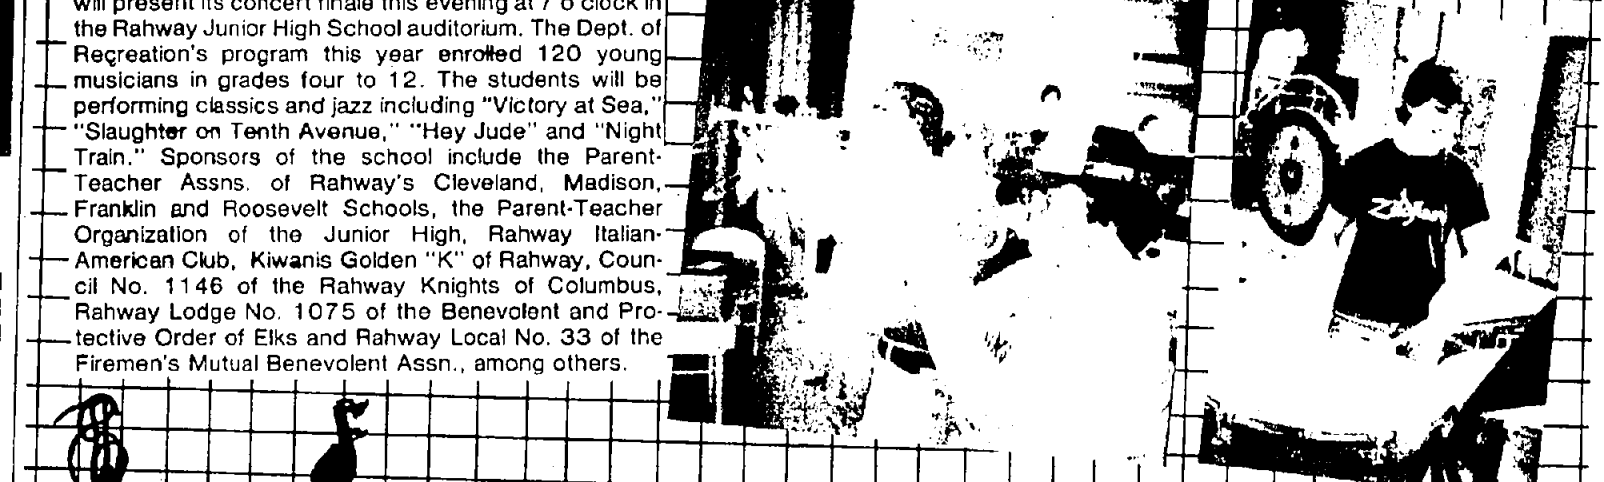 will present its concert finale this evening at 7 o'clock in
the Rahway Junior High School auditorium. The Dept. of
Recreation's program this year enrolled 120 young
musicians in grades four to 12. The students will be
performing classics and jazz including "Victory at Sea,"
"Slaughter on Tenth Avenue," "Hey Jude" and "Night
Train." Sponsors of the school include the Parent-
Teacher Assns. of Rahway's Cleveland, Madison,
Franklin and Roosevelt Schools, the Parent-Teacher
Organization of the Junior High, Rahway Italian-
American Club, Kiwanis Golden "K" of Rahway, Coun-
cil No. 1146 of the Rahway Knights of Columbus,
Rahway Lodge No. 1075 of the Benevolent and Pro-
tective Order of Elks and Rahway Local No. 33 of the
Firemen's Mutual Benevolent Assn., among others.
Zildjian